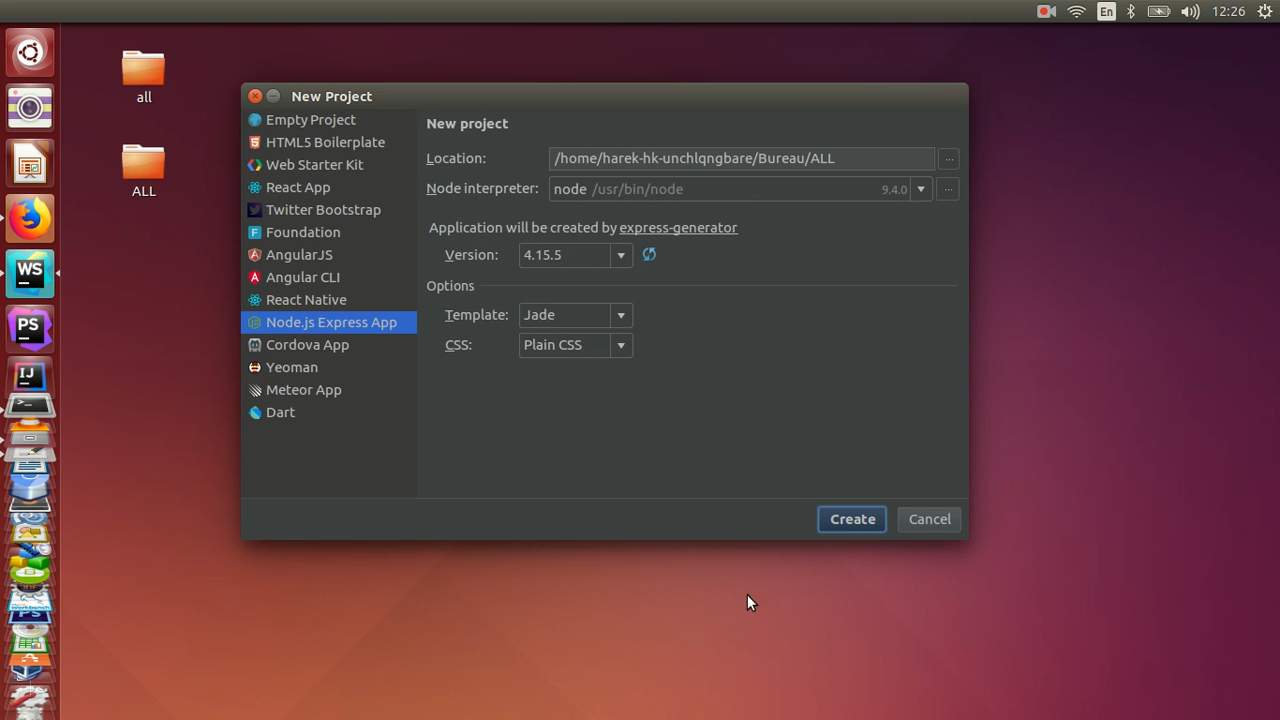 En 12:26
all
ALL
New Project
Empty Project
HTML5 Boilerplate
Web Starter Kit
React App
Twitter Bootstrap
Foundation
AngularJS
Angular CLI
React Native
Node.js Express App
Cordova App
Yeoman
Meteor App
Dart
New project
Location: /home/harek-hk-unchlqngbare/Bureau/ALL ...
Node interpreter: node /usr/bin/node 9.4.0 ...
Application will be created by express-generator
Version: 4.15.5
Options
Template: Jade
CSS: Plain CSS
Create Cancel
WS
PS
IJ